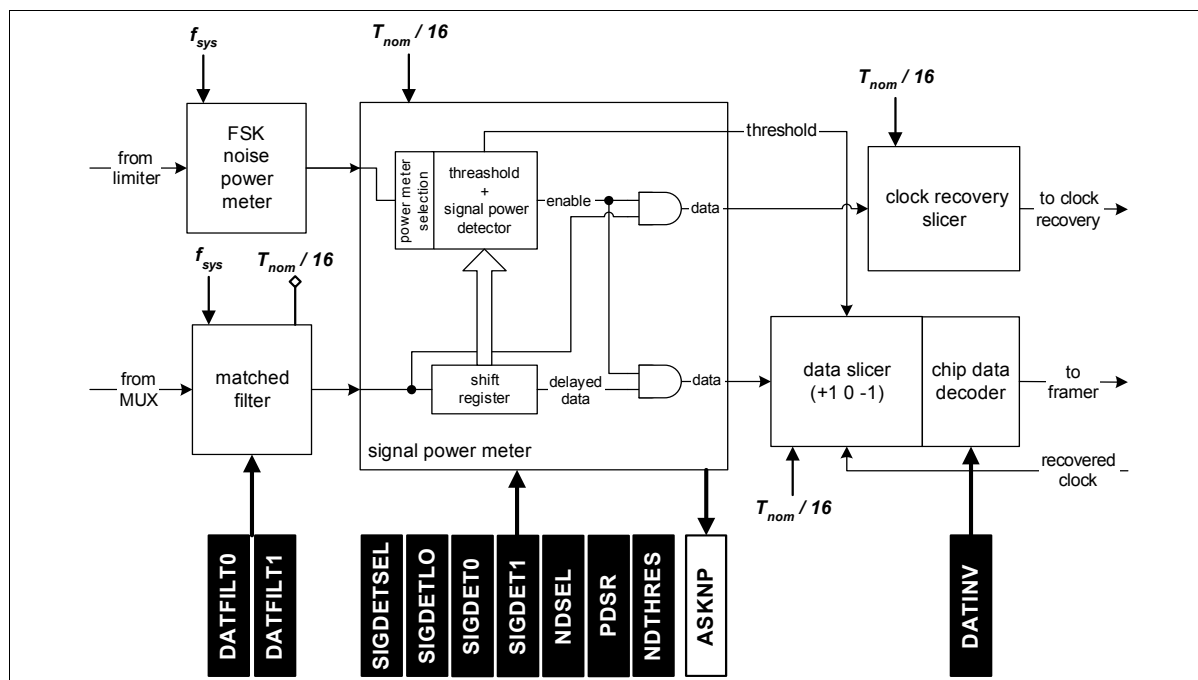 f_sys
T_nom / 16
T_nom / 16
FSK
noise
power
meter
from
limiter
power meter
selection
threashold
+
signal power
detector
enable
threshold
data
clock recovery
slicer
to clock
recovery
f_sys
T_nom / 16
from
MUX
matched
filter
shift
register
delayed
data
data
data slicer
(+1 0 -1)
chip data
decoder
to
framer
signal power meter
recovered
clock
T_nom / 16
DATFILT0
DATFILT1
SIGDETSEL
SIGDETLO
SIGDET0
SIGDET1
NDSEL
PDSR
NDTHRES
ASKNP
DATINV